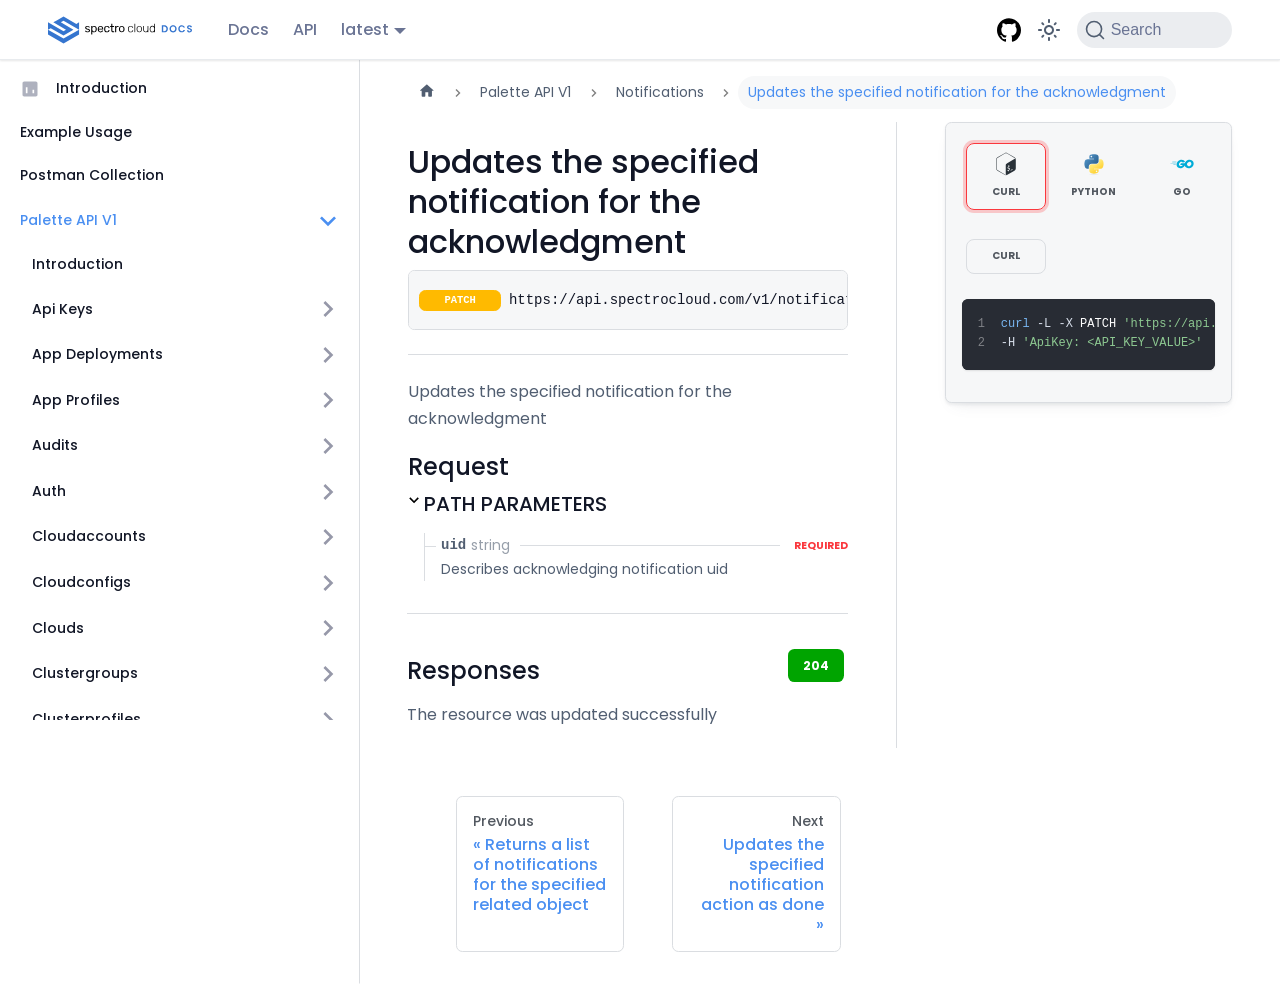 spectro cloud DOCS
Docs
API
latest
Search
Introduction
Example Usage
Postman Collection
Palette API V1
Introduction
Api Keys
App Deployments
App Profiles
Audits
Auth
Cloudaccounts
Cloudconfigs
Clouds
Clustergroups
Clusterprofiles
Palette API V1
Notifications
Updates the specified notification for the acknowledgment
Updates the specified
notification for the
acknowledgment
PATCH https://api.spectrocloud.com/v1/notifica
Updates the specified notification for the
acknowledgment
Request
PATH PARAMETERS
uid string REQUIRED
Describes acknowledging notification uid
Responses
204
The resource was updated successfully
CURL
PYTHON
GO
CURL
1 curl -L -X PATCH 'https://api.
2 -H 'ApiKey: <API_KEY_VALUE>'
Previous
« Returns a list
of notifications
for the specified
related object
Next
Updates the
specified
notification
action as done
»